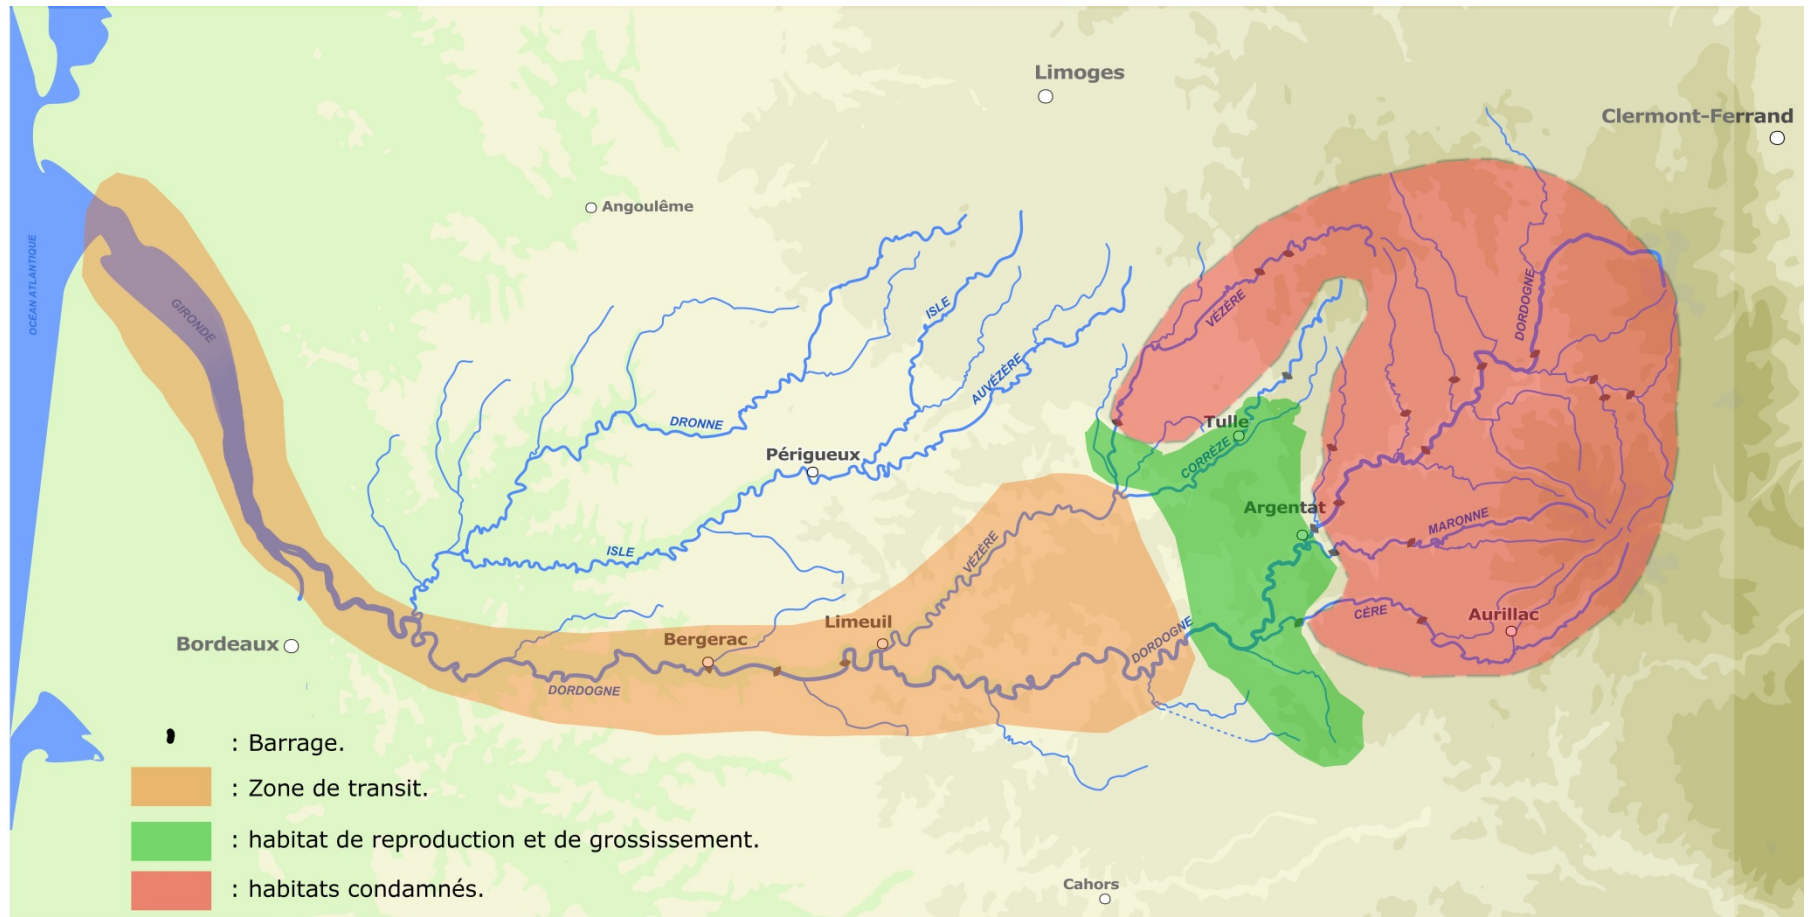 Limoges
Clermont-Ferrand
Angoulême
OCÉAN ATLANTIQUE
GIRONDE
ISLE
VÉZÈRE
DORDOGNE
AUVÉZÈRE
DRONNE
Tulle
Périgueux
CORRÈZE
Argentat
MARONNE
ISLE
VÉZÈRE
CÈRE
Aurillac
Limeuil
Bergerac
Bordeaux
DORDOGNE
DORDOGNE
: Barrage.
: Zone de transit.
: habitat de reproduction et de grossissement.
: habitats condamnés.
Cahors